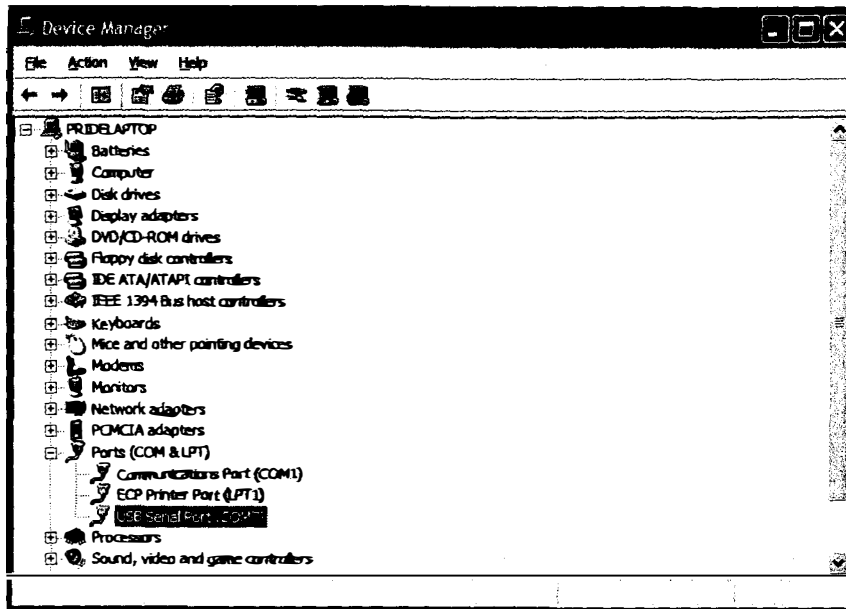 Device Manager
File Action View Help
PRIDELAPTOP
Batteries
Computer
Disk drives
Display adapters
DVD/CD-ROM drives
Floppy disk controllers
IDE ATA/ATAPI controllers
IEEE 1394 Bus host controllers
Keyboards
Mice and other pointing devices
Modems
Monitors
Network adapters
PCMCIA adapters
Ports (COM & LPT)
Communications Port (COM1)
ECP Printer Port (LPT1)
USB Serial Port
Processors
Sound, video and game controllers